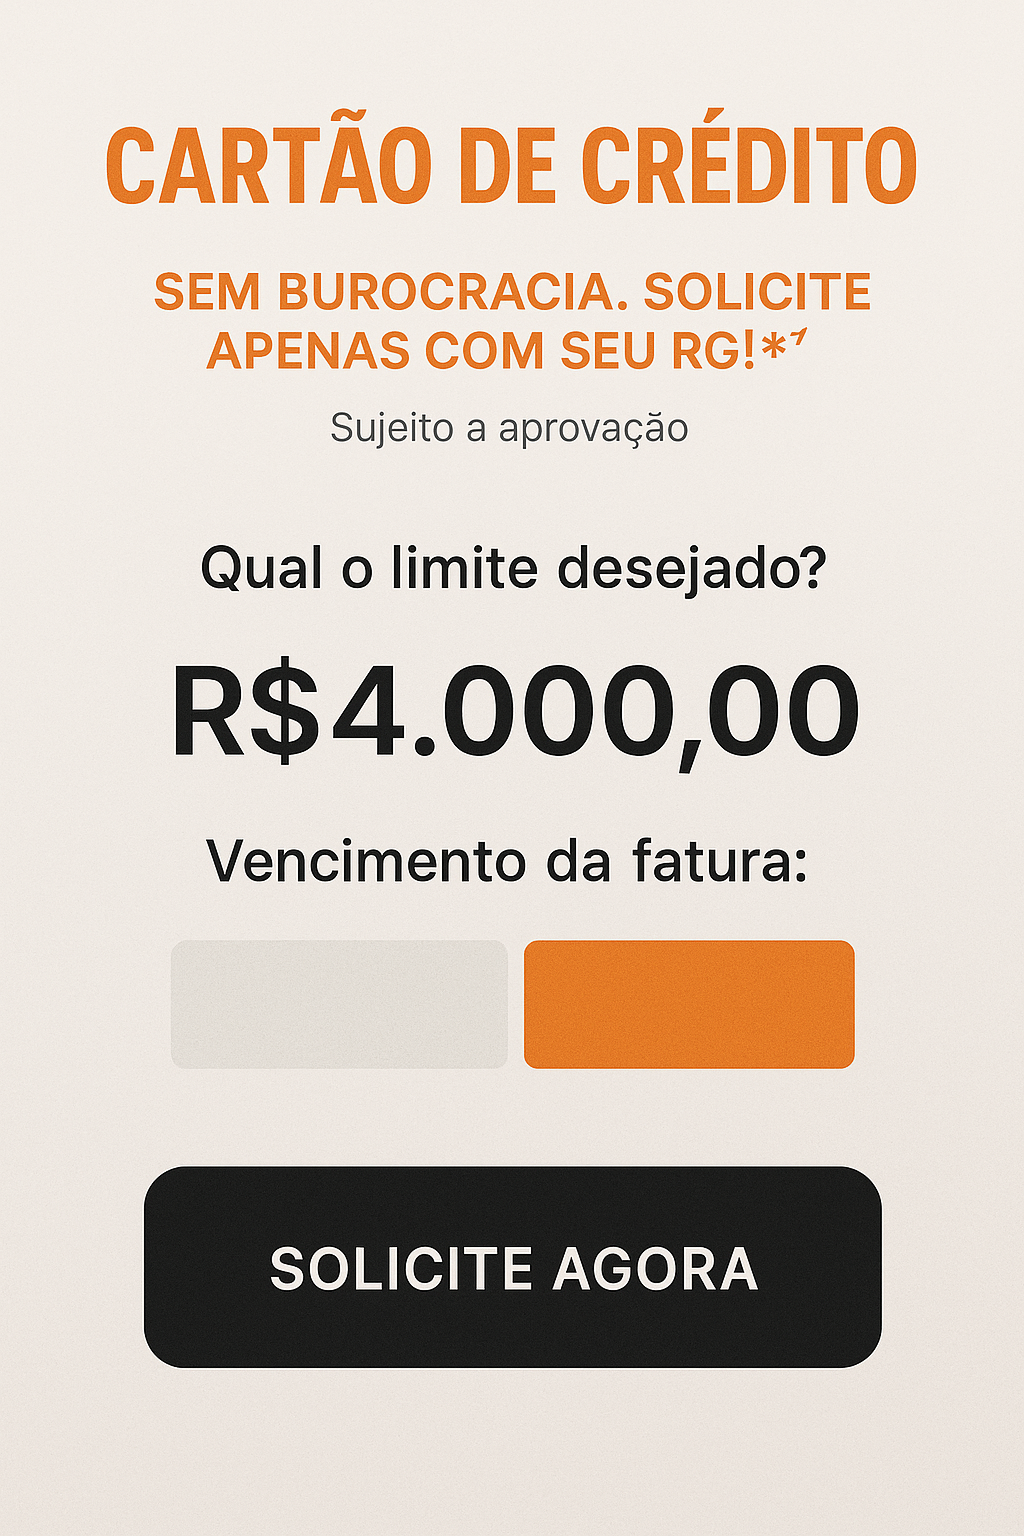 CARTÃO DE CRÉDITO
SEM BUROCRACIA. SOLICITE
APENAS COM SEU RG!*¹
Sujeito a aprovação
Qual o limite desejado?
R$4.000,00
Vencimento da fatura:
SOLICITE AGORA